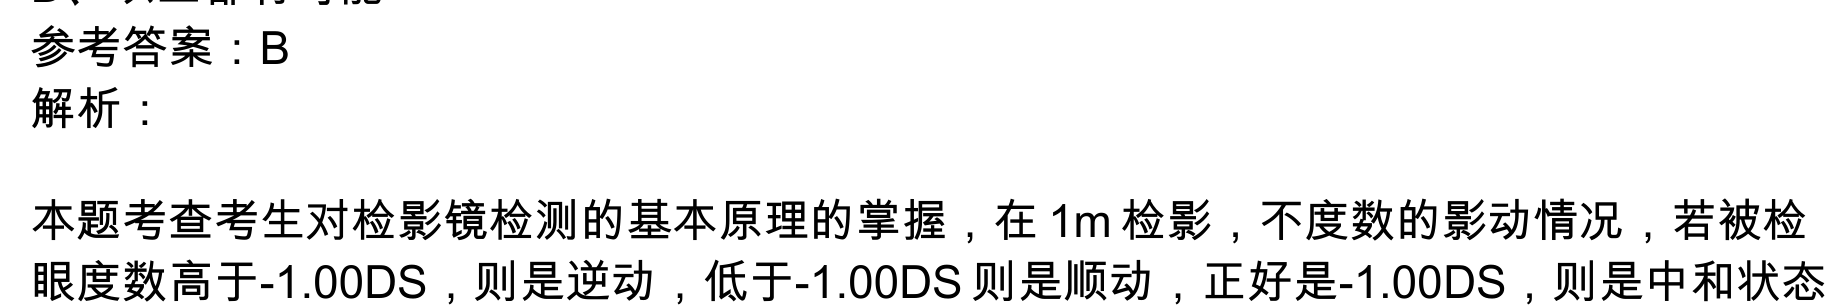 参考答案：B
解析：
本题考查考生对检影镜检测的基本原理的掌握，在 1m 检影，不度数的影动情况，若被检
眼度数高于-1.00DS，则是逆动，低于-1.00DS 则是顺动，正好是-1.00DS，则是中和状态